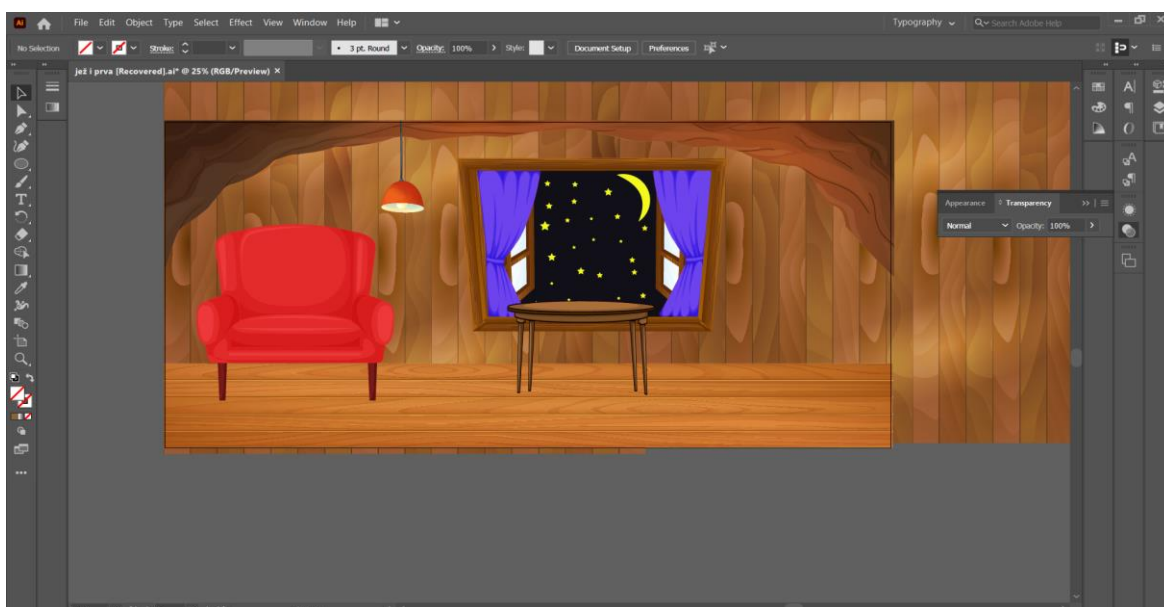 Ai File Edit Object Type Select Effect View Window Help Typography Search Adobe Help
No Selection Stroke: 3 pt. Round Opacity: 100% Style: Document Setup Preferences
jež i prva [Recovered].ai* @ 25% (RGB/Preview) ×
Appearance Transparency
Normal Opacity: 100%